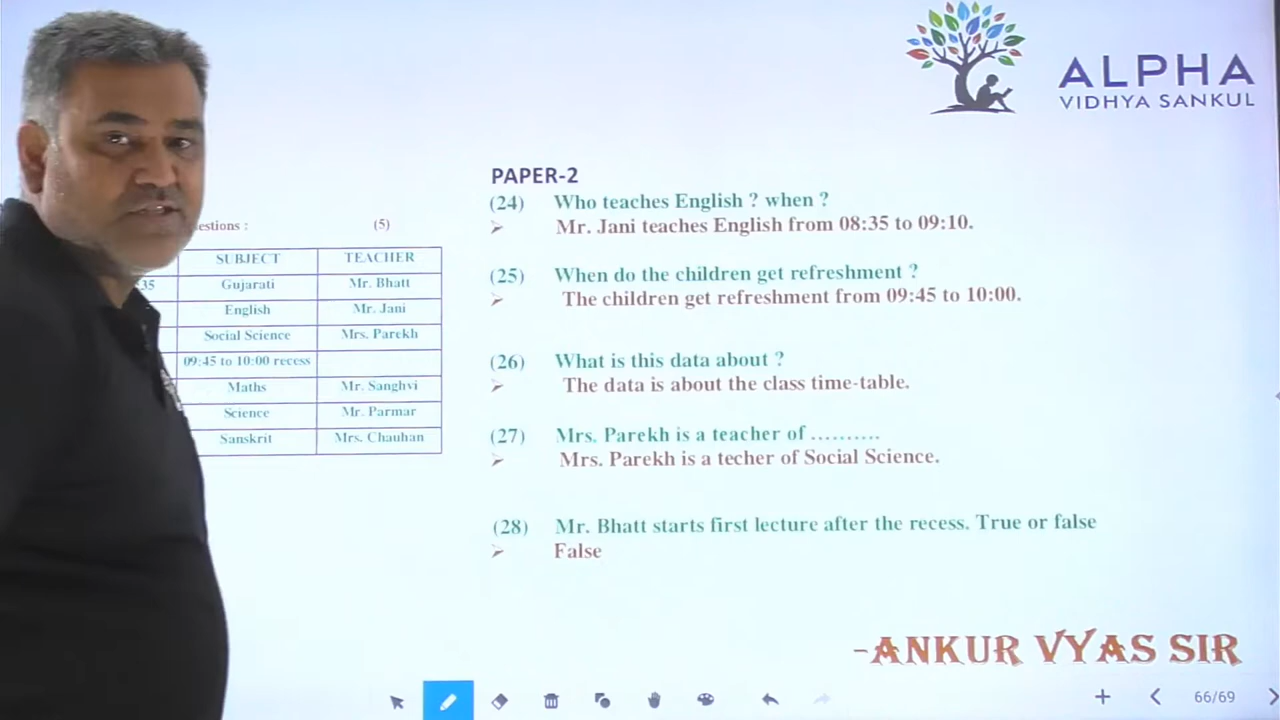 ALPHA
VIDHYA SANKUL
PAPER-2
(24) Who teaches English ? when ?
➢ Mr. Jani teaches English from 08:35 to 09:10.
(25) When do the children get refreshment ?
➢ The children get refreshment from 09:45 to 10:00.
(26) What is this data about ?
➢ The data is about the class time-table.
(27) Mrs. Parekh is a teacher of ..........
➢ Mrs. Parekh is a techer of Social Science.
(28) Mr. Bhatt starts first lecture after the recess. True or false
➢ False
estions : (5)
SUBJECT TEACHER
35 Gujarati Mr. Bhatt
English Mr. Jani
Social Science Mrs. Parekh
09:45 to 10:00 recess
Maths Mr. Sanghvi
Science Mr. Parmar
Sanskrit Mrs. Chauhan
-ANKUR VYAS SIR
66/69